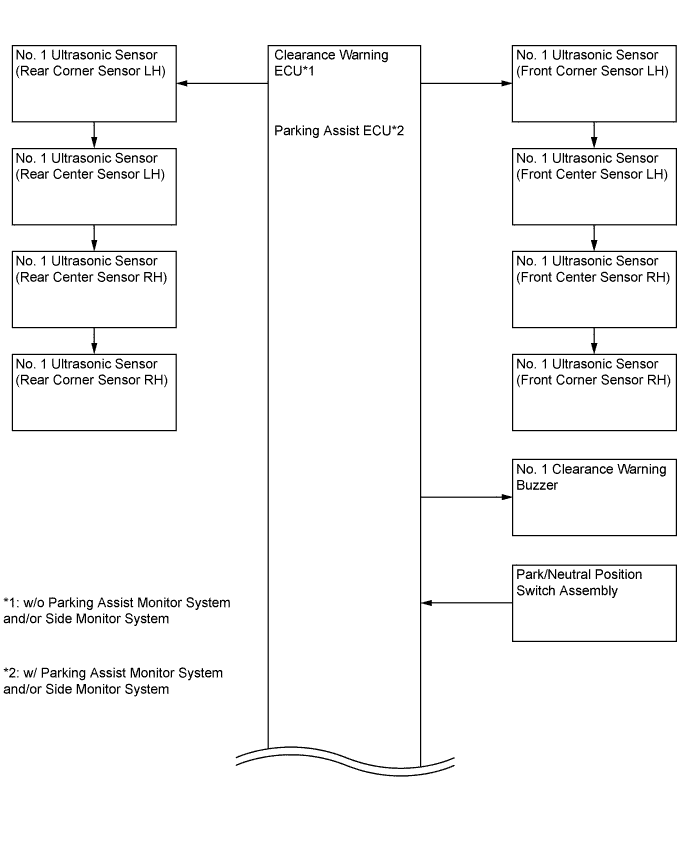 No. 1 Ultrasonic Sensor
(Rear Corner Sensor LH)
No. 1 Ultrasonic Sensor
(Rear Center Sensor LH)
No. 1 Ultrasonic Sensor
(Rear Center Sensor RH)
No. 1 Ultrasonic Sensor
(Rear Corner Sensor RH)
Clearance Warning
ECU*1
Parking Assist ECU*2
No. 1 Ultrasonic Sensor
(Front Corner Sensor LH)
No. 1 Ultrasonic Sensor
(Front Center Sensor LH)
No. 1 Ultrasonic Sensor
(Front Center Sensor RH)
No. 1 Ultrasonic Sensor
(Front Corner Sensor RH)
No. 1 Clearance Warning
Buzzer
Park/Neutral Position
Switch Assembly
*1: w/o Parking Assist Monitor System
and/or Side Monitor System
*2: w/ Parking Assist Monitor System
and/or Side Monitor System